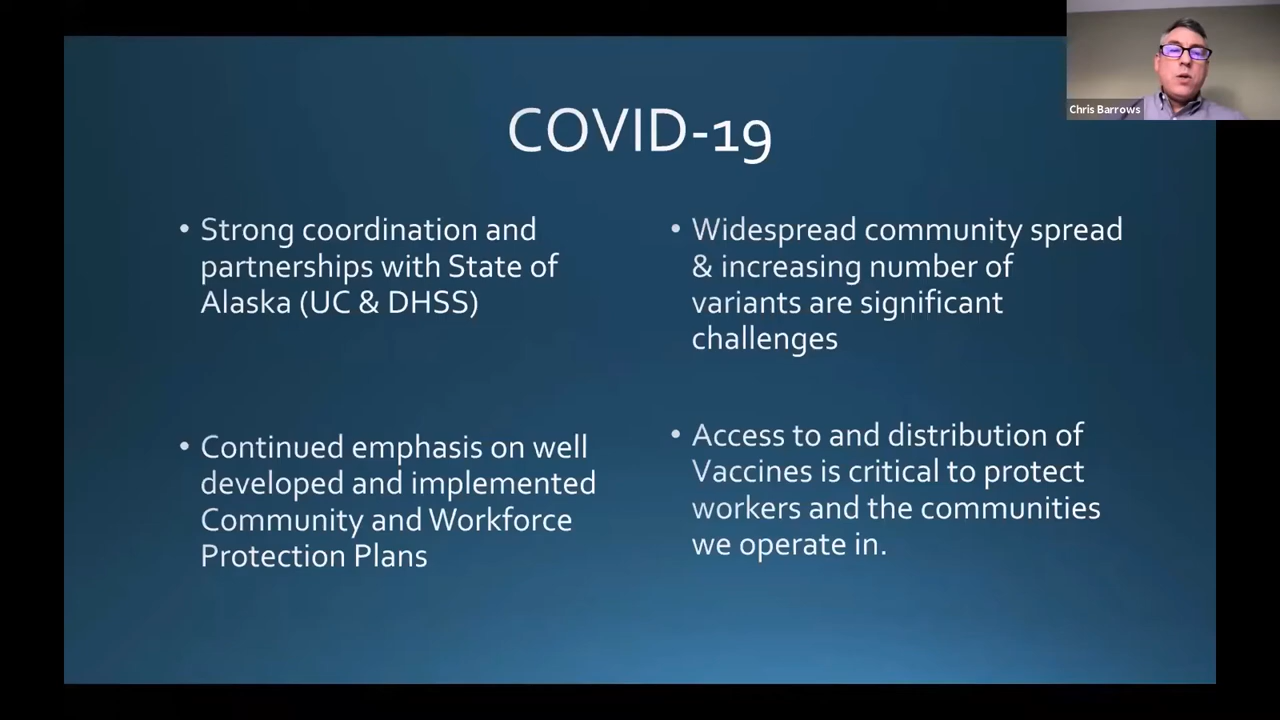 COVID-19
• Strong coordination and
partnerships with State of
Alaska (UC & DHSS)
• Continued emphasis on well
developed and implemented
Community and Workforce
Protection Plans
• Widespread community spread
& increasing number of
variants are significant
challenges
• Access to and distribution of
Vaccines is critical to protect
workers and the communities
we operate in.
Chris Barrows